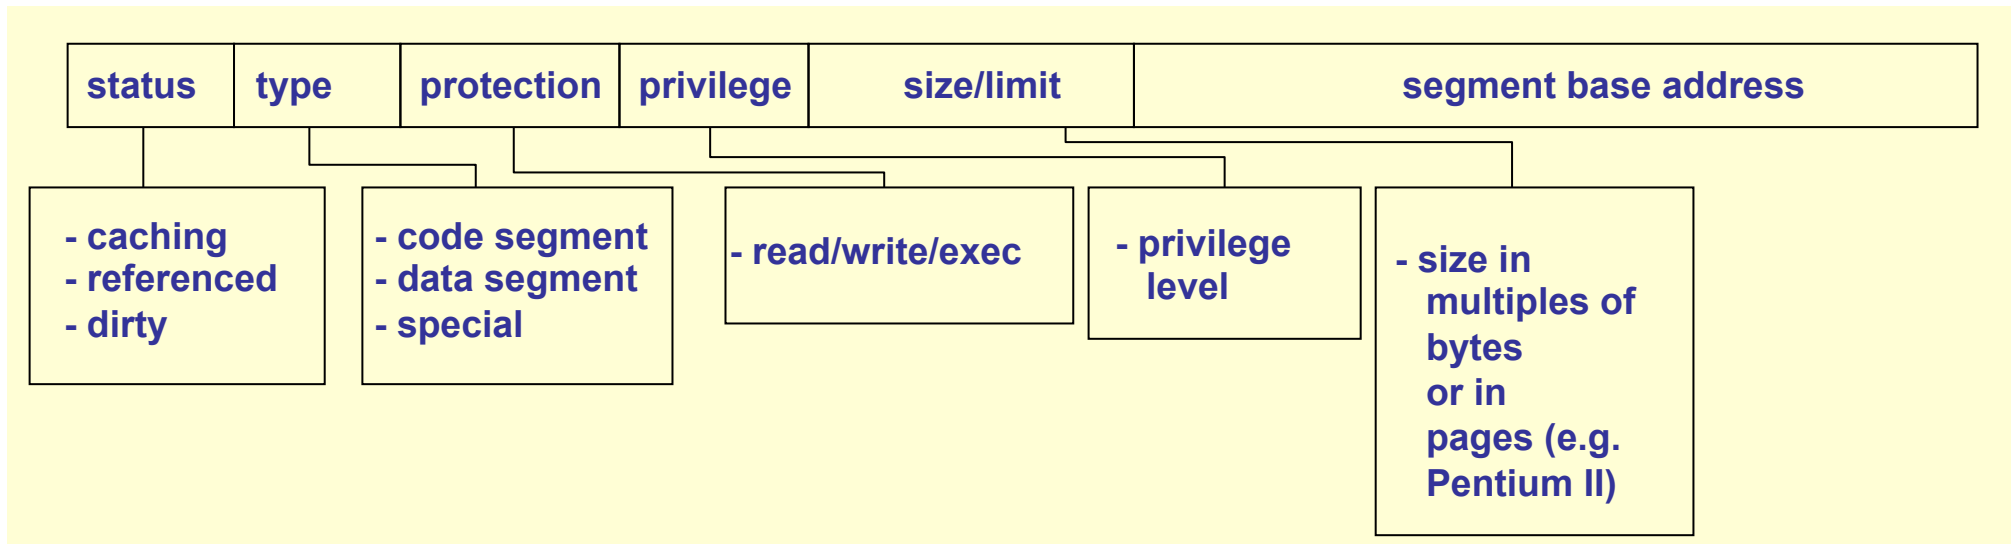 status type protection privilege size/limit segment base address
- caching
- referenced
- dirty
- code segment
- data segment
- special
- read/write/exec
- privilege
level
- size in
multiples of
bytes
or in
pages (e.g.
Pentium II)